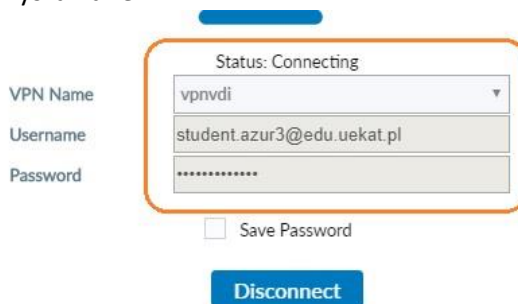 Status: Connecting
VPN Name vpnvdi
Username student.azur3@edu.uekat.pl
Password •••••••••••••
Save Password
Disconnect